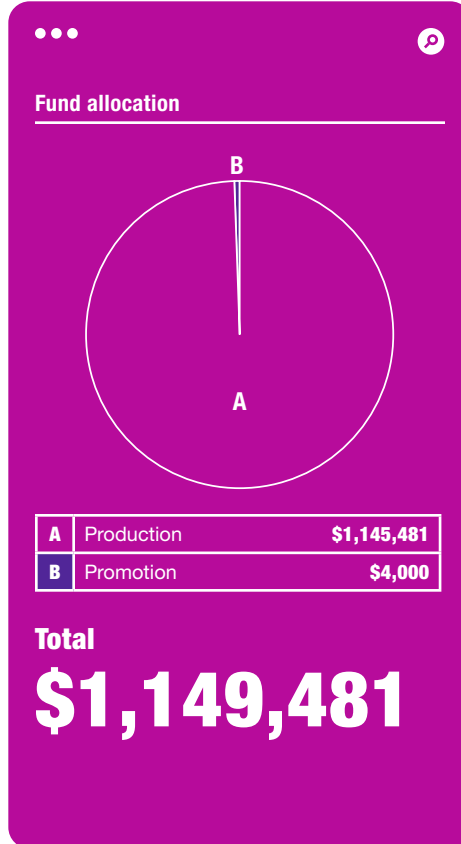 Fund allocation
B
A
A Production $1,145,481
B Promotion $4,000
Total
$1,149,481